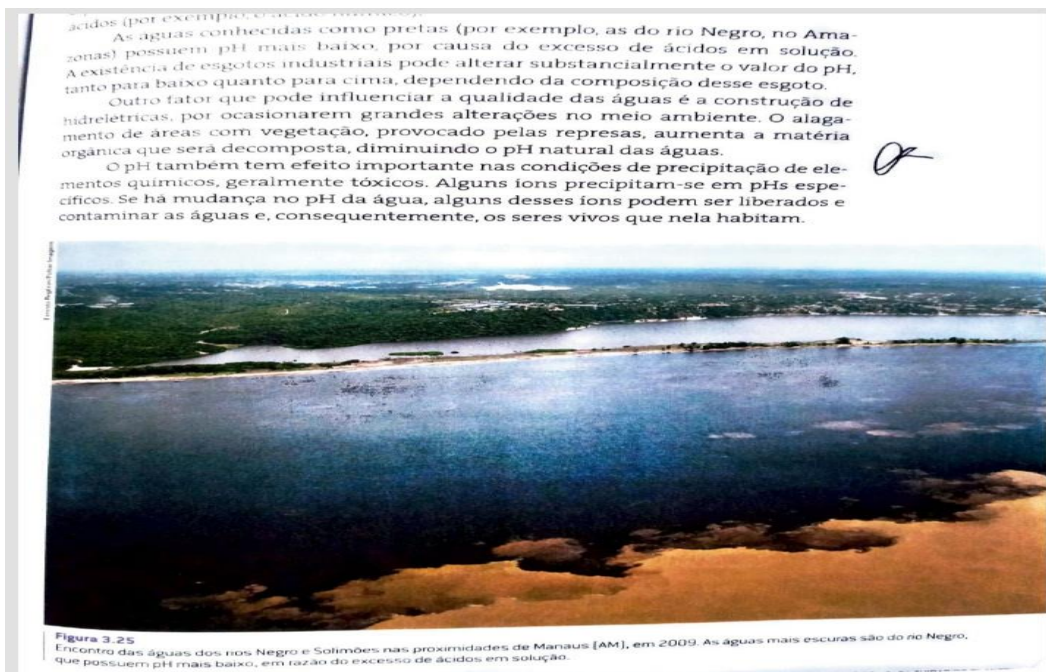 ácidos (por exemplo, o ácido
As águas conhecidas como pretas (por exemplo, as do rio Negro, no Ama-
zonas) possuem pH mais baixo, por causa do excesso de ácidos em solução.
A existência de esgotos industriais pode alterar substancialmente o valor do pH,
tanto para baixo quanto para cima, dependendo da composição desse esgoto.
Outro fator que pode influenciar a qualidade das águas é a construção de
hidrelétricas, por ocasionarem grandes alterações no meio ambiente. O alaga-
mento de áreas com vegetação, provocado pelas represas, aumenta a matéria
orgânica que será decomposta, diminuindo o pH natural das águas.
O pH também tem efeito importante nas condições de precipitação de ele-
mentos químicos, geralmente tóxicos. Alguns íons precipitam-se em pHs espe-
cíficos. Se há mudança no pH da água, alguns desses íons podem ser liberados e
contaminar as águas e, consequentemente, os seres vivos que nela habitam.
Figura 3.25
Encontro das águas dos rios Negro e Solimões nas proximidades de Manaus [AM], em 2009. As águas mais escuras são do rio Negro,
que possuem pH mais baixo, em razão do excesso de ácidos em solução.